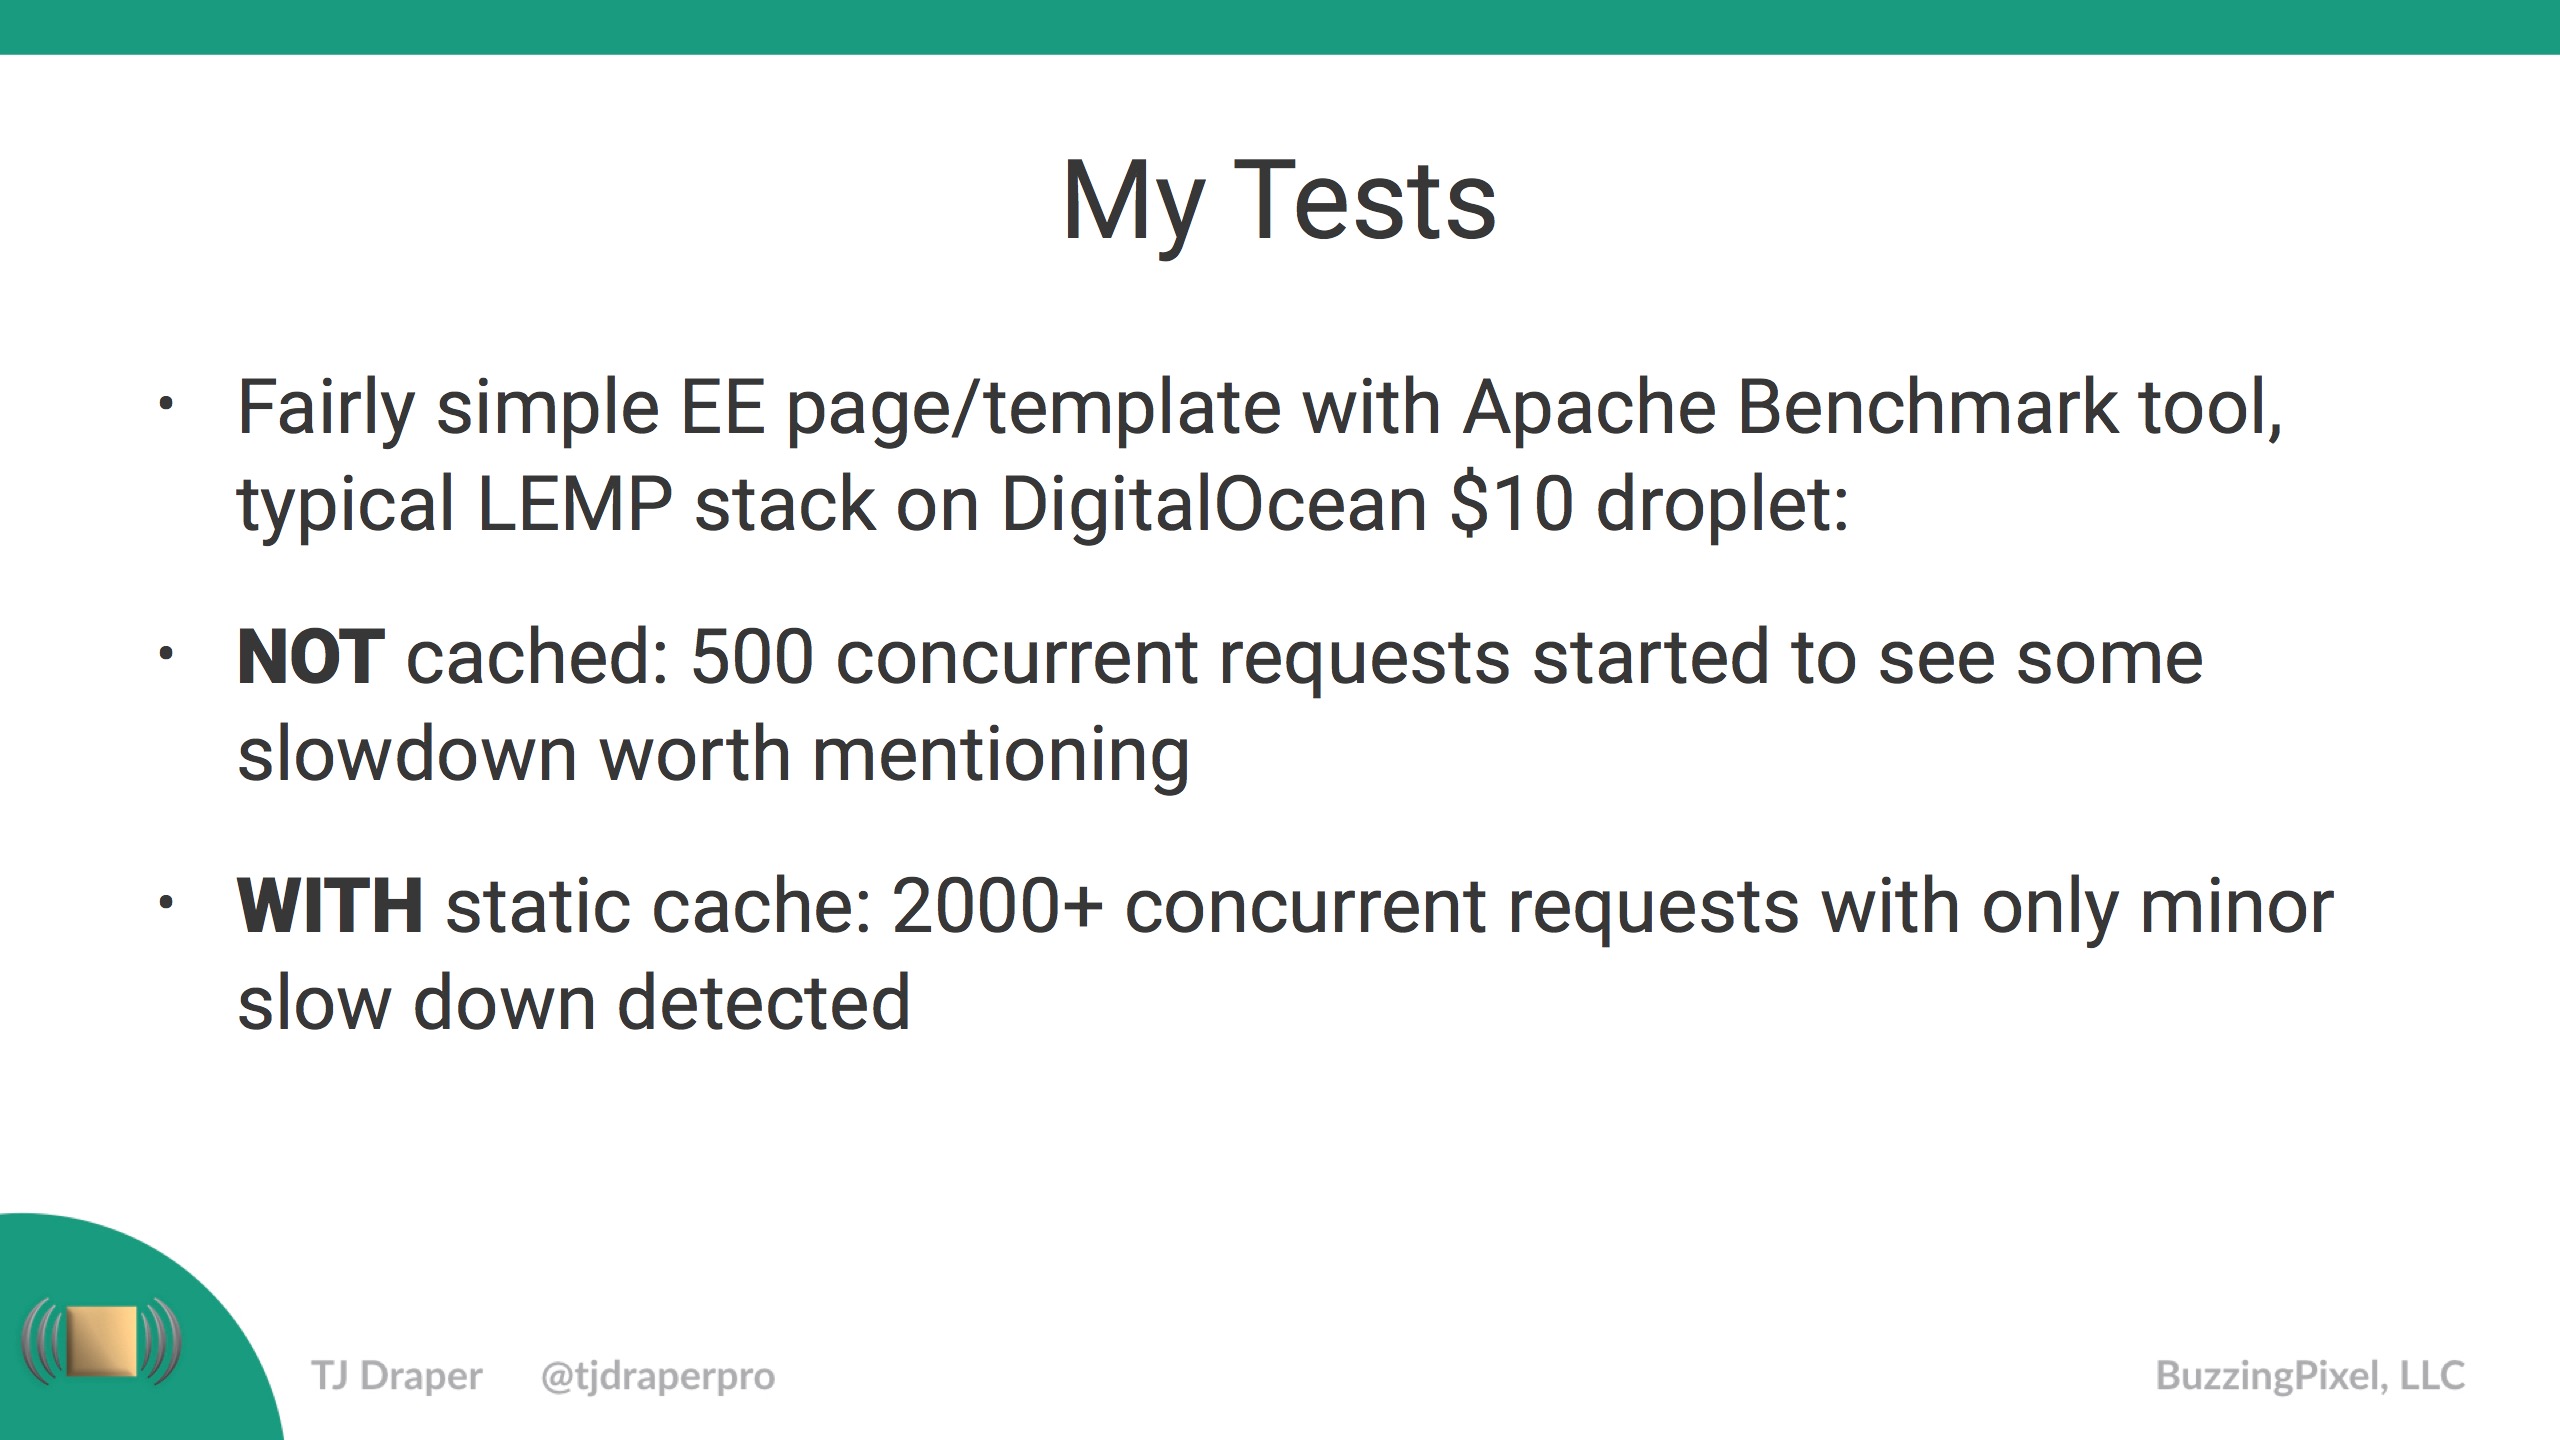 My Tests
• Fairly simple EE page/template with Apache Benchmark tool,
typical LEMP stack on DigitalOcean $10 droplet:
• NOT cached: 500 concurrent requests started to see some
slowdown worth mentioning
• WITH static cache: 2000+ concurrent requests with only minor
slow down detected
TJ Draper @tjdraperpro BuzzingPixel, LLC